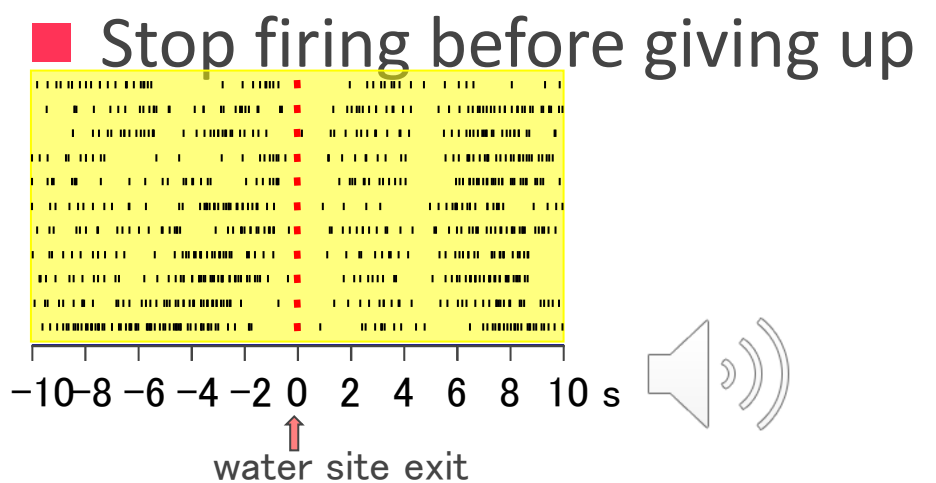 Stop firing before giving up
−10−8 −6 −4 −2 0 2 4 6 8 10 s
water site exit